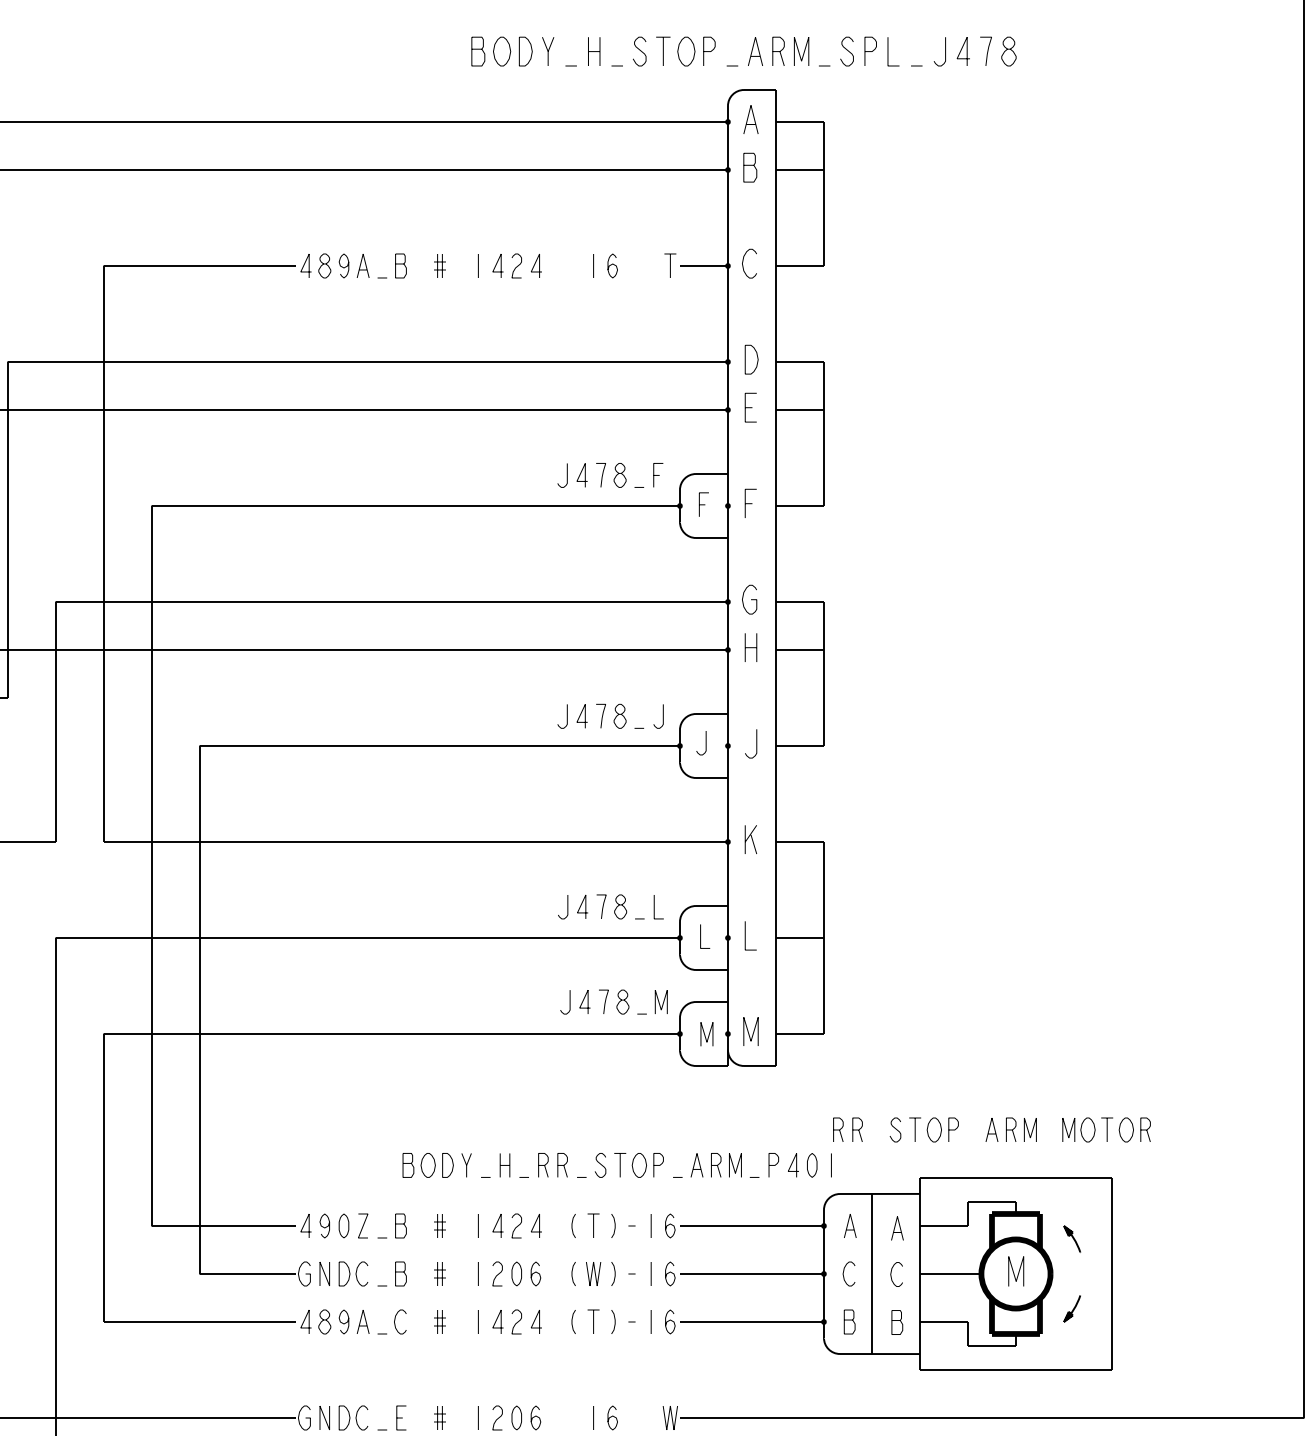 BODY_H_STOP_ARM_SPL_J478
A
B
489A_B # 1424 16 T
C
D
E
J478_F
F F
G
H
J478_J
J J
K
J478_L
L L
J478_M
M M
RR STOP ARM MOTOR
BODY_H_RR_STOP_ARM_P401
490Z_B # 1424 (T)-16 A A
GNDC_B # 1206 (W)-16 C C M
489A_C # 1424 (T)-16 B B
GNDC_E # 1206 16 W